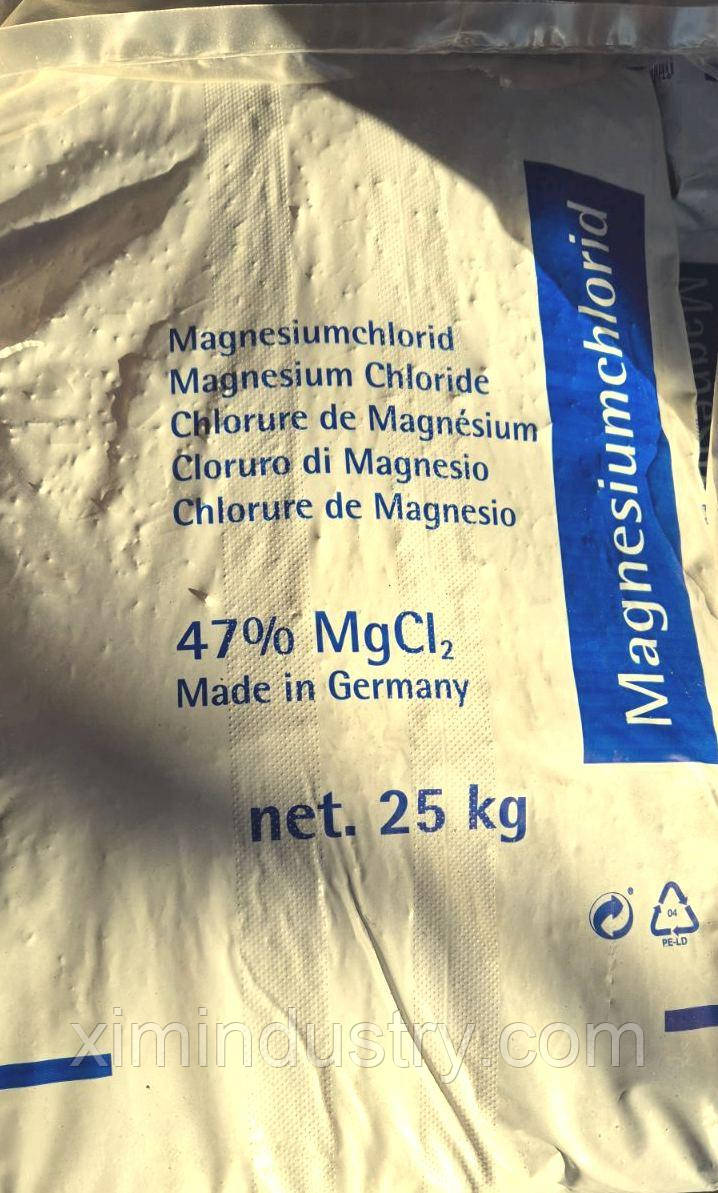 Magnesiumchlorid
Magnesium Chloride
Chlorure de Magnésium
Cloruro di Magnesio
Chlorure de Magnesio
47% MgCl₂
Made in Germany
net. 25 kg
Magnesiumchlorid
04
PE-LD
ximindustry.com